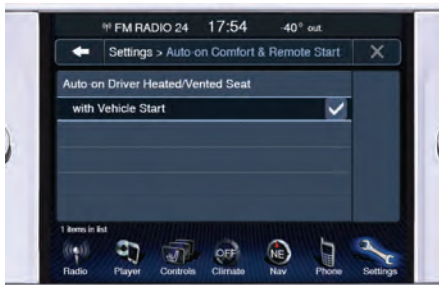 FM RADIO 24 17:54 -40° out
Settings > Auto-on Comfort & Remote Start X
Auto-on Driver Heated/Vented Seat
with Vehicle Start
1 items in list
OFF NE
Radio Player Controls Climate Nav Phone Settings